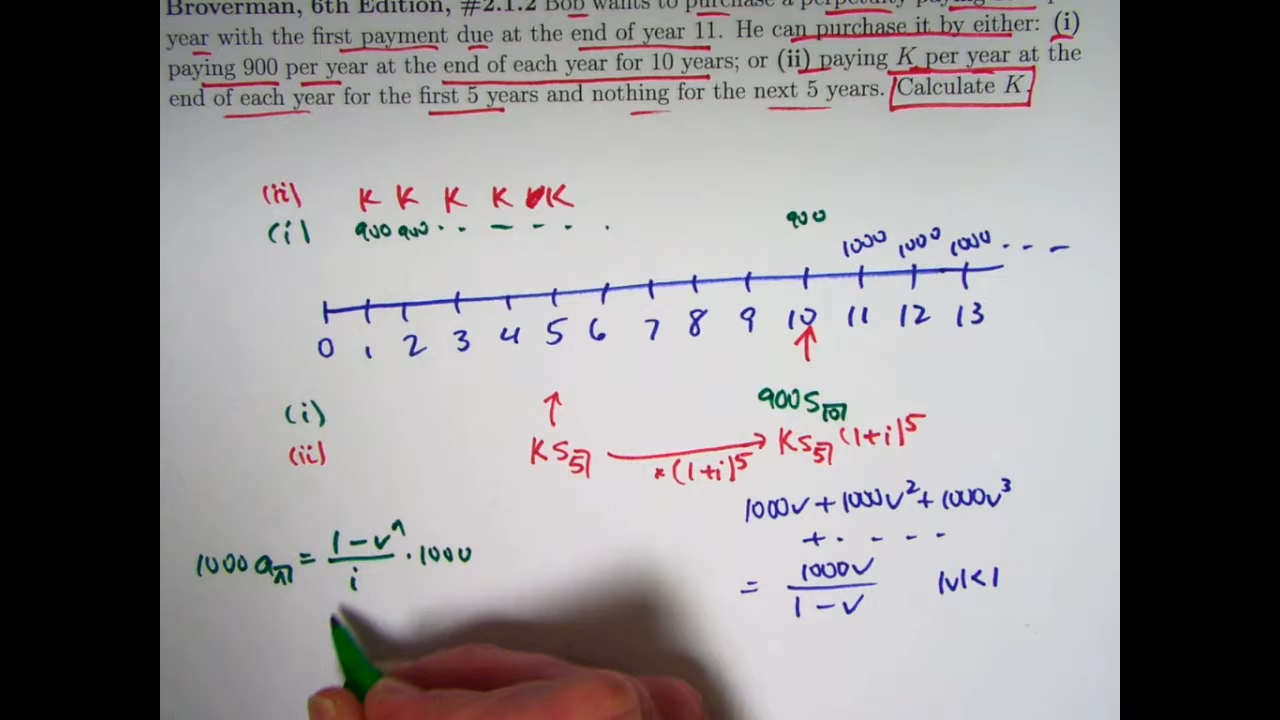 Broverman, 6th Edition, #2.1.2 Bob wants to purchase a perpetuity paying
year with the first payment due at the end of year 11. He can purchase it by either: (i)
paying 900 per year at the end of each year for 10 years; or (ii) paying K per year at the
end of each year for the first 5 years and nothing for the next 5 years. Calculate K.
(ii) K K K K K
(i) 900 900 . . - - - . .
900
1000 1000 1000 . . - -
0 1 2 3 4 5 6 7 8 9 10 11 12 13
↑
(i) 900 S10⌉
↑
(ii) K S5⌉ *(1+i)^5 → K S5⌉ (1+i)^5
1000v + 1000v² + 1000v³
+ . - - - -
= 1000v / 1 - v |v| < 1
1000 a n⌉ = 1 - vⁿ / i · 1000